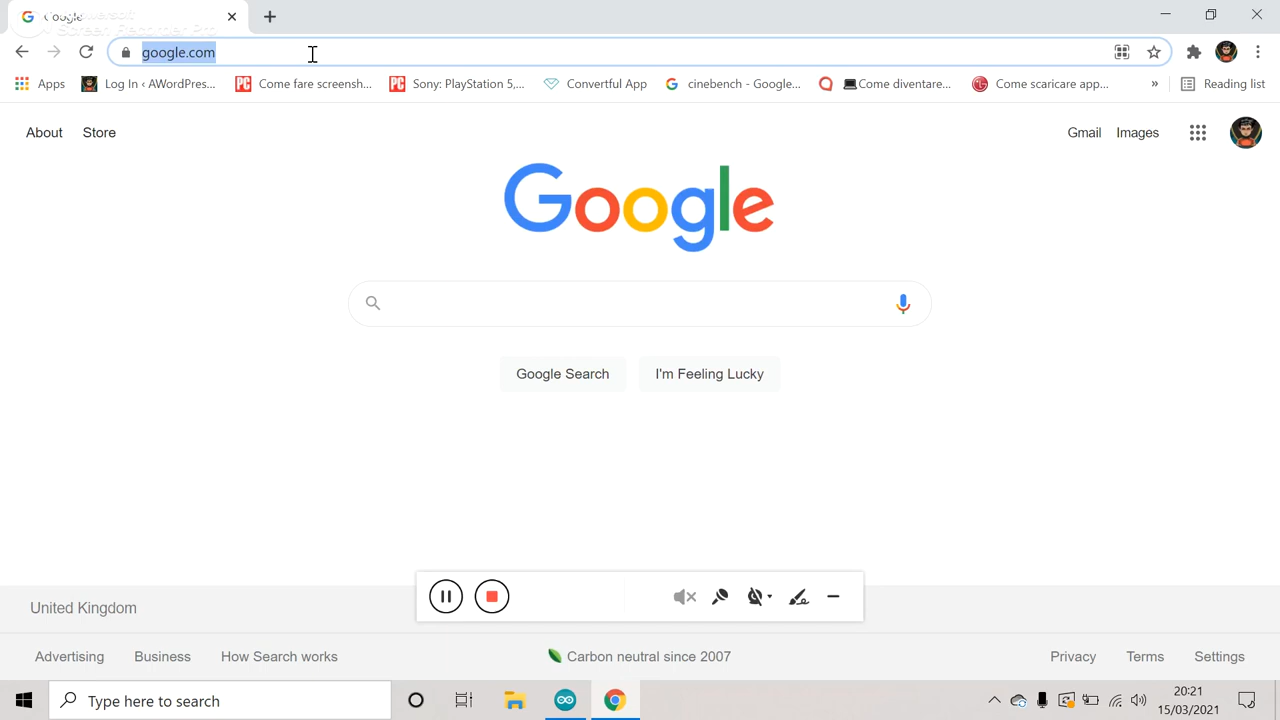 Google
google.com
Apps
Log In ‹ AWordPres...
Come fare screensh...
Sony: PlayStation 5,...
Convertful App
cinebench - Google...
Come diventare...
Come scaricare app...
»
Reading list
About Store
Gmail Images
Google
Google Search
I'm Feeling Lucky
United Kingdom
Advertising Business How Search works
Carbon neutral since 2007
Privacy Terms Settings
Type here to search
20:21
15/03/2021